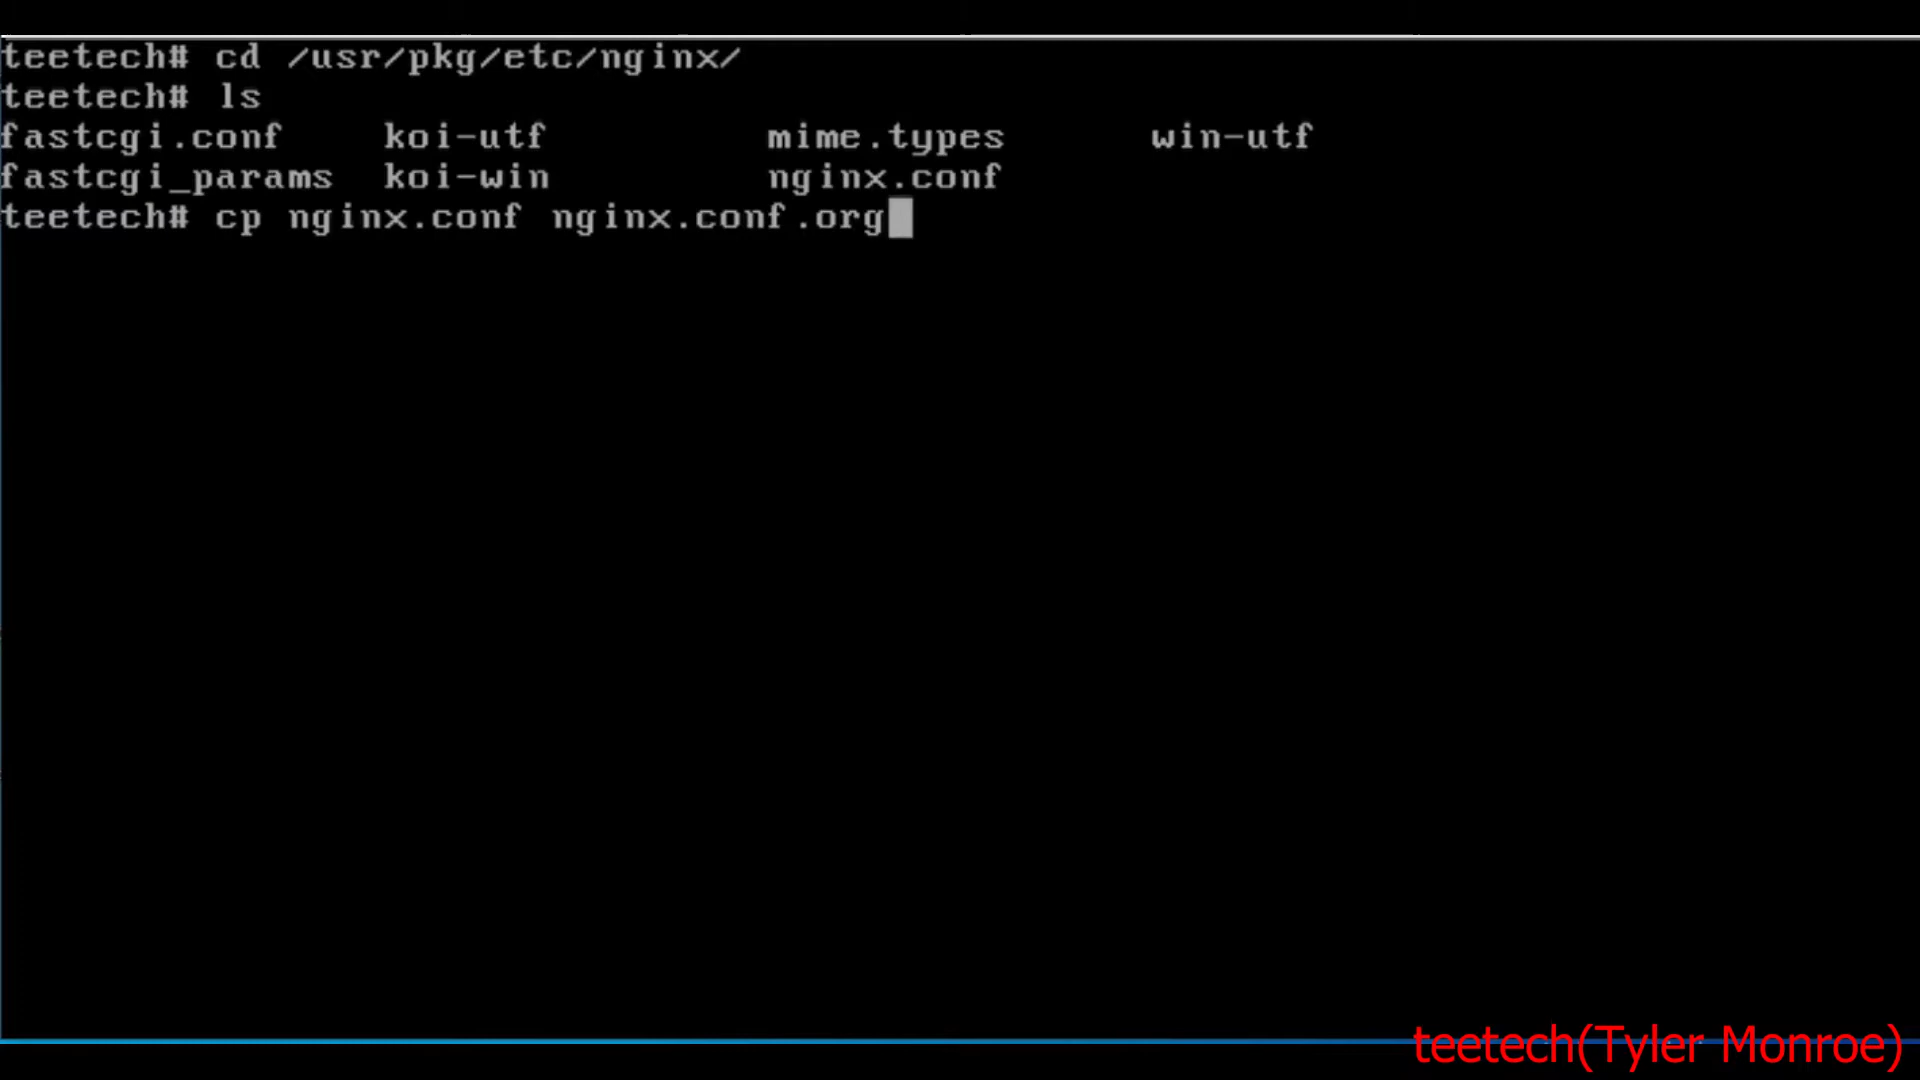 teetech# cd /usr/pkg/etc/nginx/
teetech# ls
fastcgi.conf koi-utf mime.types win-utf
fastcgi_params koi-win nginx.conf
teetech# cp nginx.conf nginx.conf.org
teetech(Tyler Monroe)